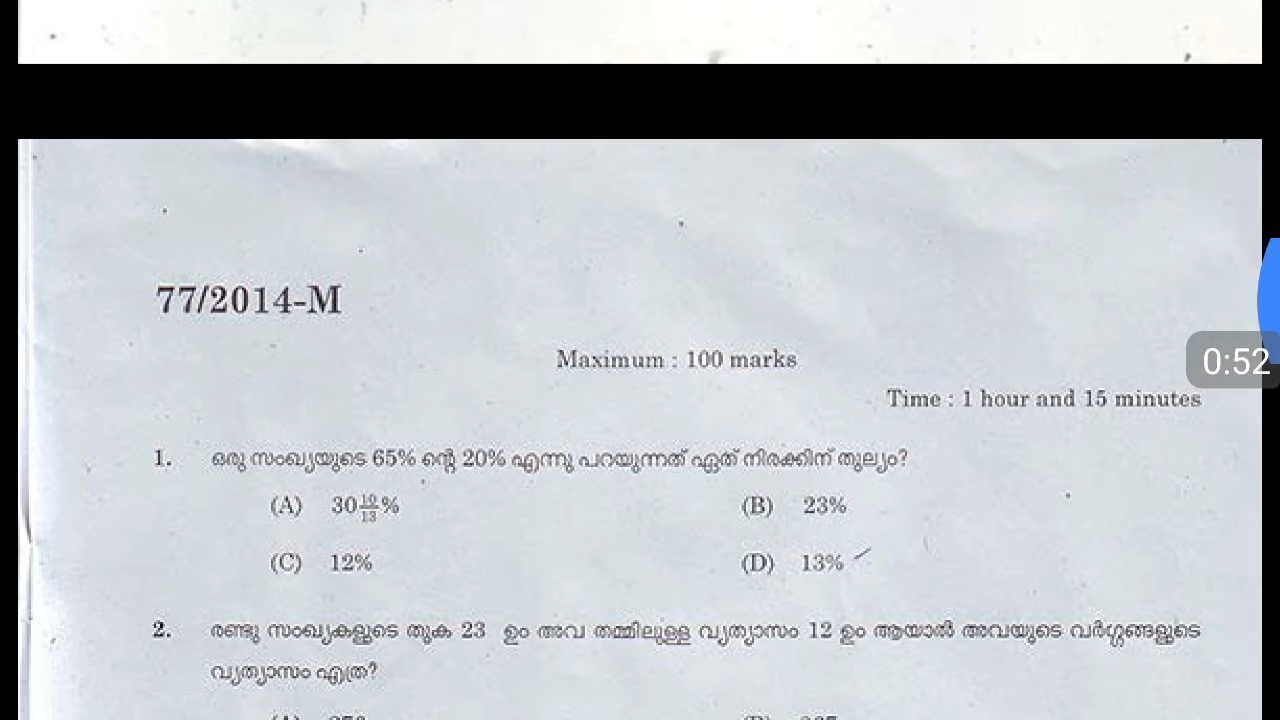 77/2014-M
Maximum : 100 marks
0:52
Time : 1 hour and 15 minutes
1. ഒരു സംഖ്യയുടെ 65% ന്റെ 20% എന്നു പറയുന്നത് ഏത് നിരക്കിന് തുല്യം?
(A) 30 10/13 % (B) 23%
(C) 12% (D) 13%
2. രണ്ടു സംഖ്യകളുടെ തുക 23 ഉം അവ തമ്മിലുള്ള വ്യത്യാസം 12 ഉം ആയാൽ അവയുടെ വർഗ്ഗങ്ങളുടെ
വ്യത്യാസം എത്ര?